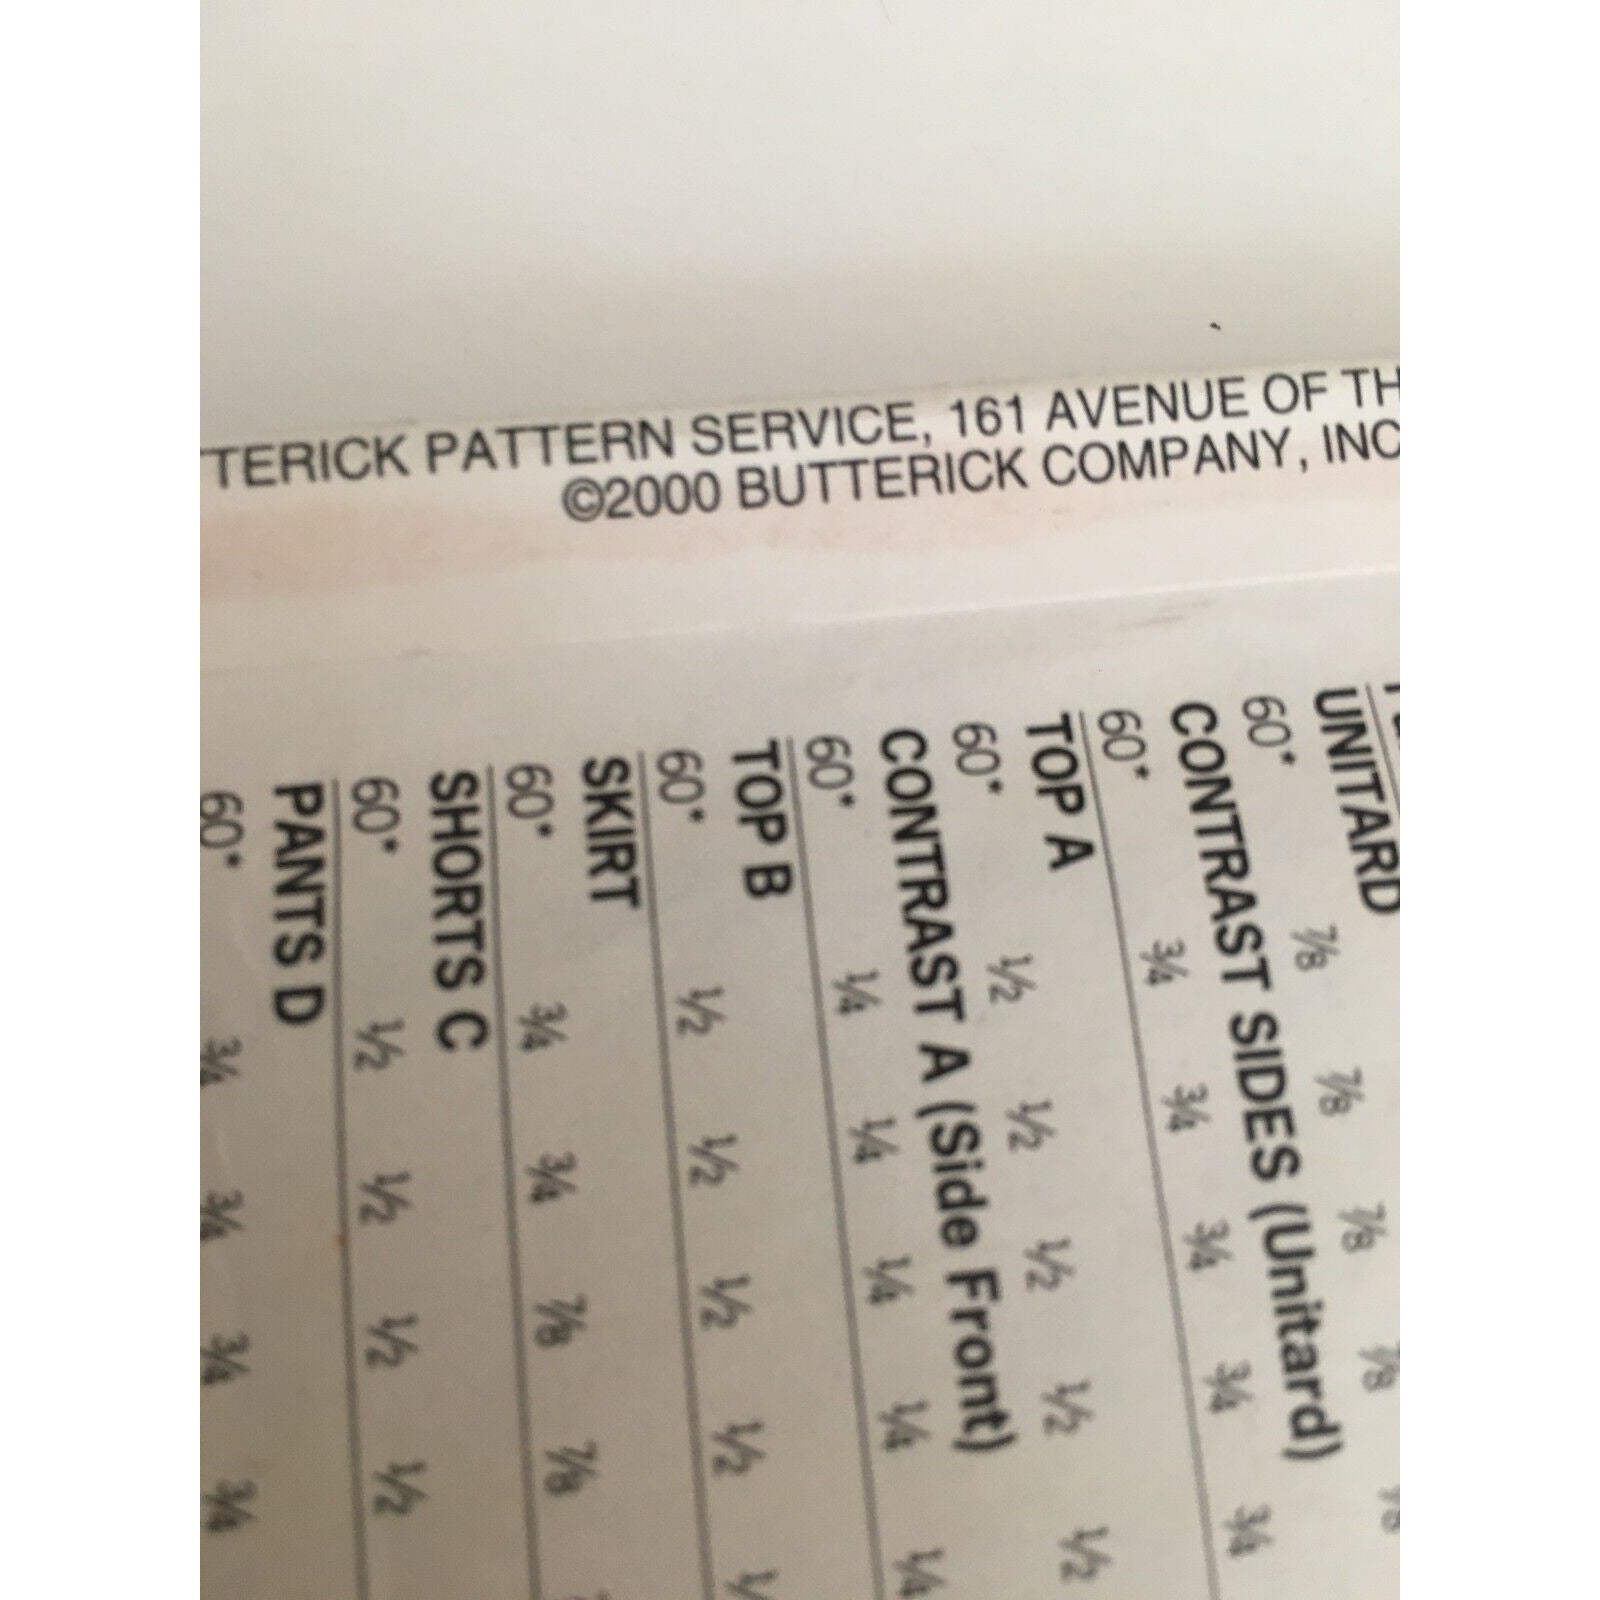 TTERICK PATTERN SERVICE, 161 AVENUE OF TH
©2000 BUTTERICK COMPANY, INC
UNITARD
60* 7/8 7/8 7/8 7/8 7/8
CONTRAST SIDES (Unitard)
60* 3/4 3/4 3/4 3/4 3/4
TOP A
60* 1/2 1/2 1/2 1/2 1/2
CONTRAST A (Side Front)
60* 1/4 1/4 1/4 1/4 1/4
TOP B
60* 1/2 1/2 1/2 1/2
SKIRT
60* 3/4 3/4 7/8 7/8
SHORTS C
60* 1/2 1/2 1/2 1/2
PANTS D
60* 3/4 3/4 3/4 3/4